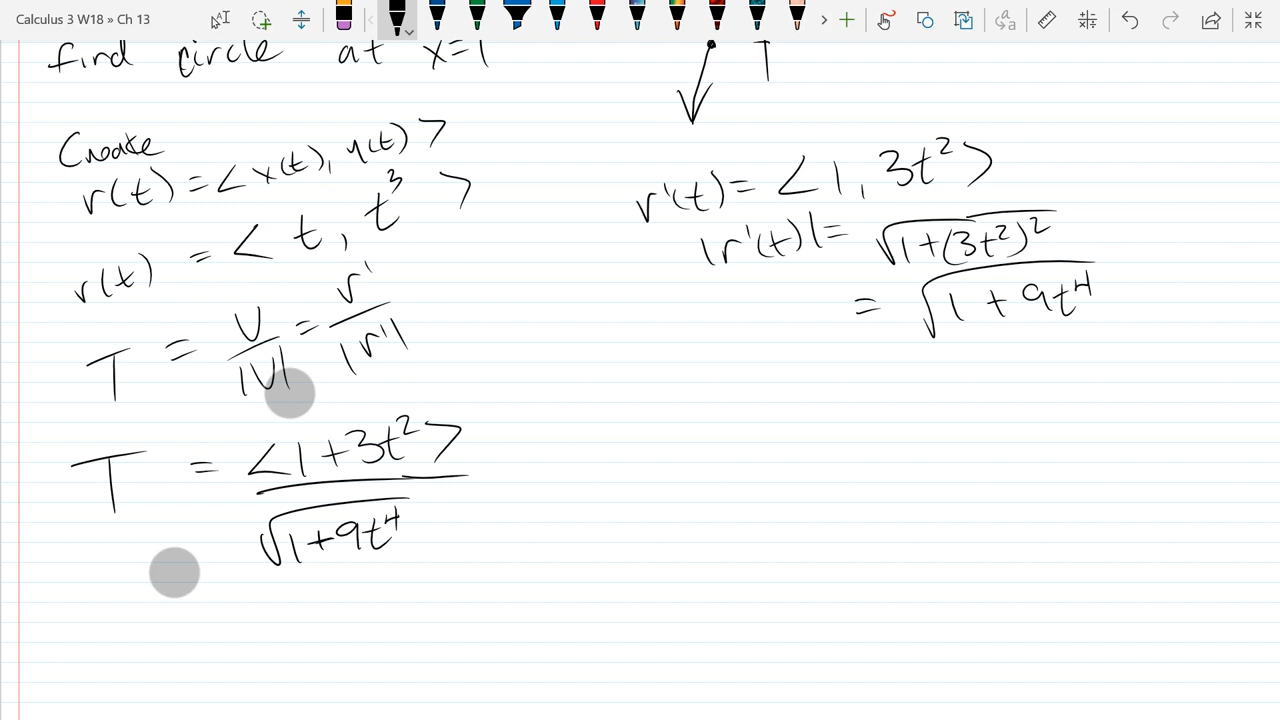 Calculus 3 W18 » Ch 13
find circle at x=1
T
Create
r(t) = < x(t), y(t) >
r(t) = < t, t³ >
T = V/|V| = r'/|r'|
T = <1+3t²>/√1+9t⁴
r'(t) = <1, 3t²>
|r'(t)| = √1+(3t²)²
= √1 + 9t⁴